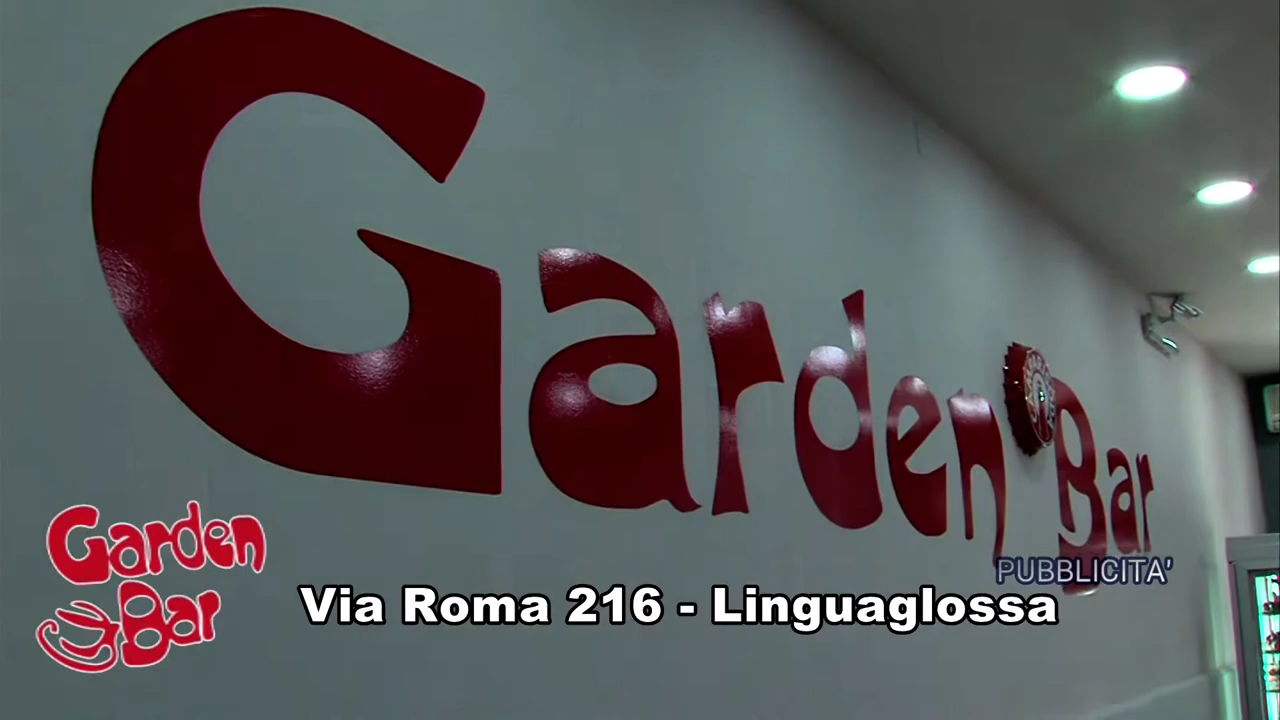 Garden Bar
PUBBLICITA'
Garden
Bar
Via Roma 216 - Linguaglossa